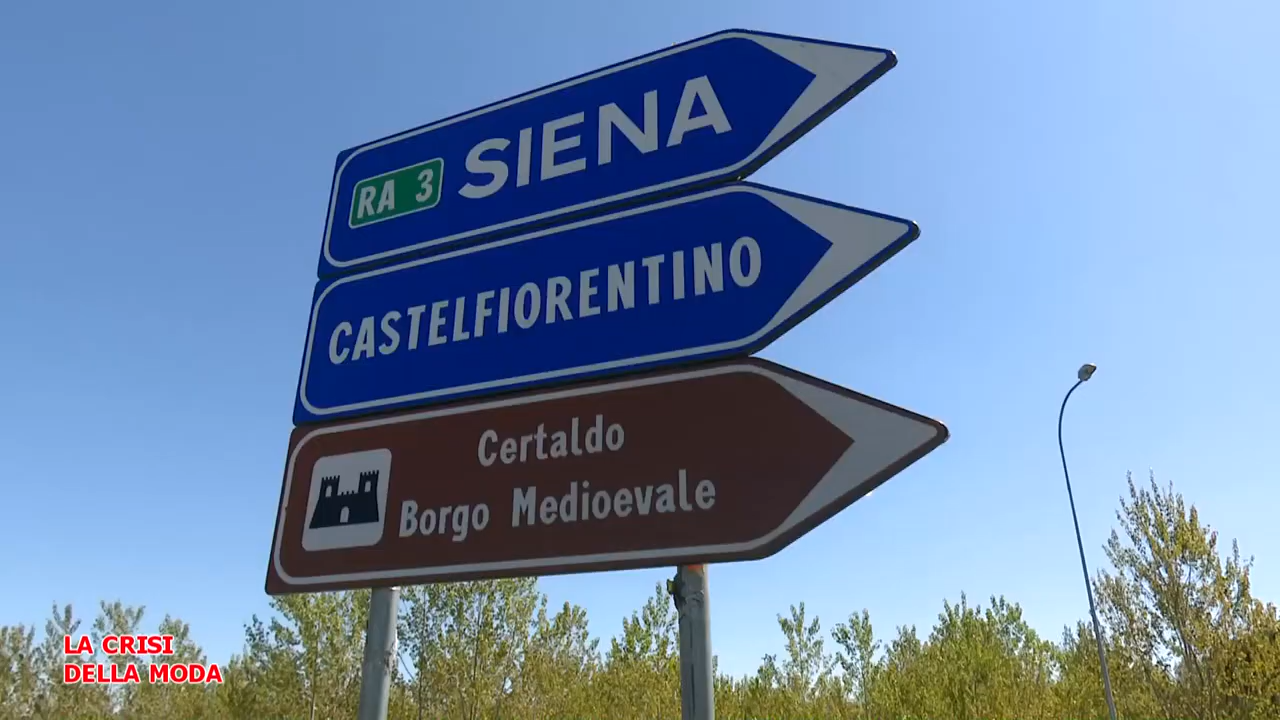 RA 3 SIENA
CASTELFIORENTINO
Certaldo
Borgo Medioevale
LA CRISI
DELLA MODA